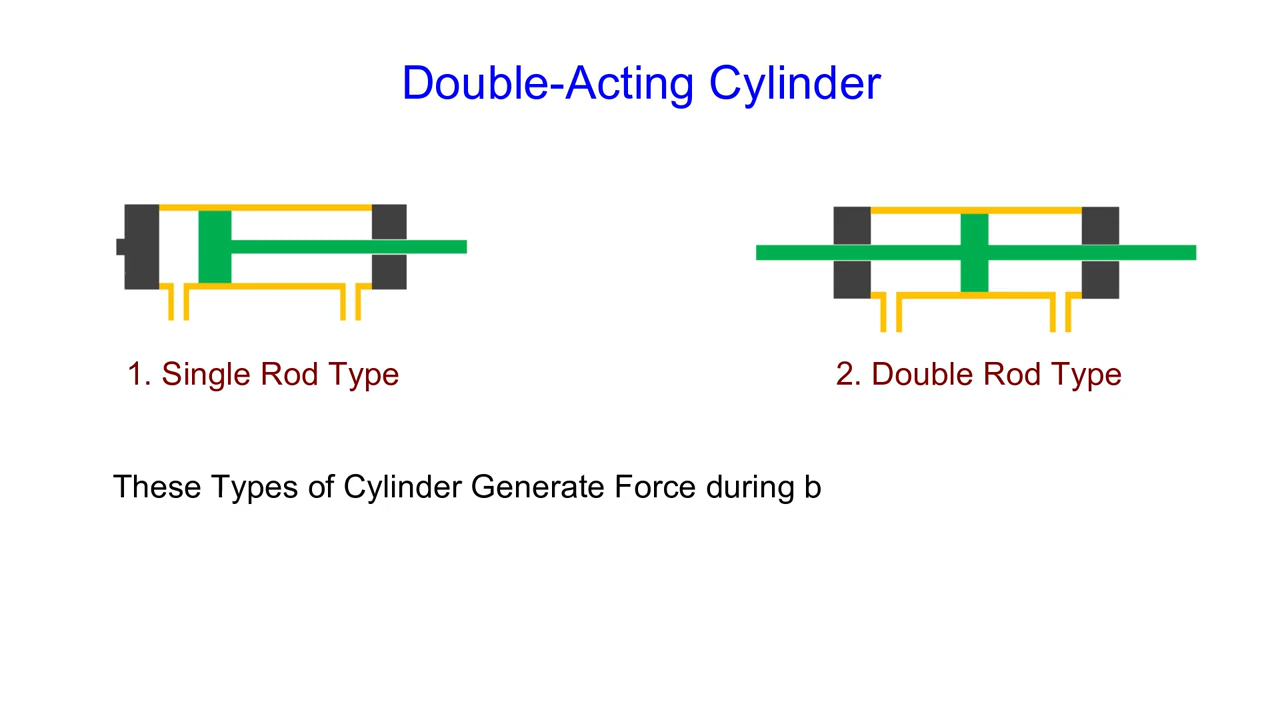 Double-Acting Cylinder
1. Single Rod Type
2. Double Rod Type
These Types of Cylinder Generate Force during b